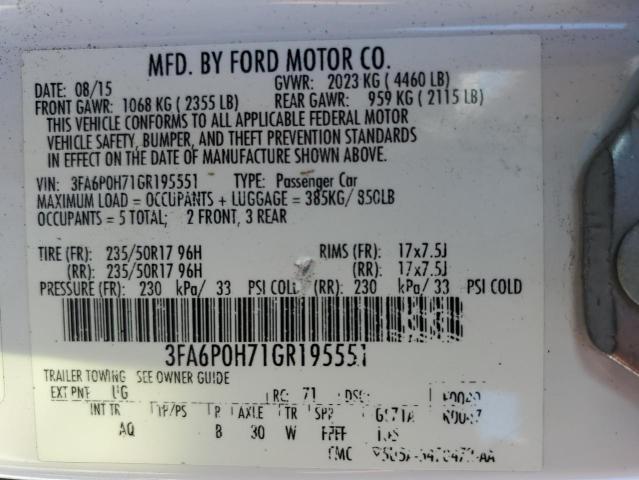 MFD. BY FORD MOTOR CO.
DATE: 08/15 GVWR: 2023 KG ( 4460 LB)
FRONT GAWR: 1068 KG ( 2355 LB) REAR GAWR: 959 KG ( 2115 LB)
THIS VEHICLE CONFORMS TO ALL APPLICABLE FEDERAL MOTOR
VEHICLE SAFETY, BUMPER, AND THEFT PREVENTION STANDARDS
IN EFFECT ON THE DATE OF MANUFACTURE SHOWN ABOVE.
VIN: 3FA6P0H71GR195551 TYPE: Passenger Car
MAXIMUM LOAD = OCCUPANTS + LUGGAGE = 385KG/ 850LB
OCCUPANTS = 5 TOTAL; 2 FRONT, 3 REAR
TIRE (FR): 235/50R17 96H RIMS (FR): 17x7.5J
(RR): 235/50R17 96H (RR): 17x7.5J
PRESSURE (FR): 230 kPa/ 33 PSI COLD (RR): 230 kPa/ 33 PSI COLD
3FA6P0H71GR195551
TRAILER TOWING SEE OWNER GUIDE
EXT PNT: UG RC: 71 DSO:
INT TR TP/PS R AXLE TR SPR
AQ B 30 W